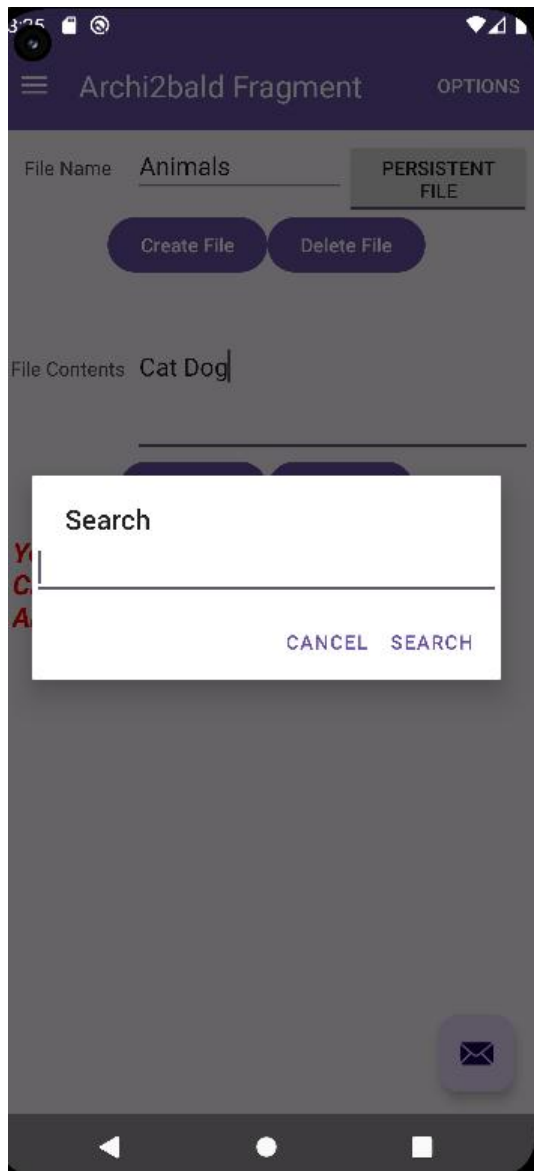 Archi2bald Fragment OPTIONS
File Name Animals PERSISTENT
FILE
Create File Delete File
File Contents Cat Dog
Search
CANCEL SEARCH